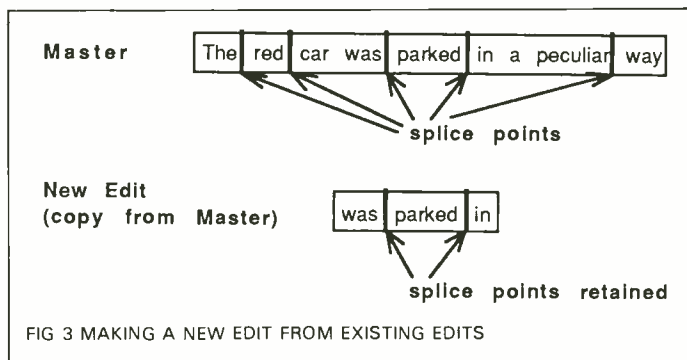 Master
The red car was parked in a peculiar way
splice points
New Edit
(copy from Master)
was parked in
splice points retained
FIG 3 MAKING A NEW EDIT FROM EXISTING EDITS